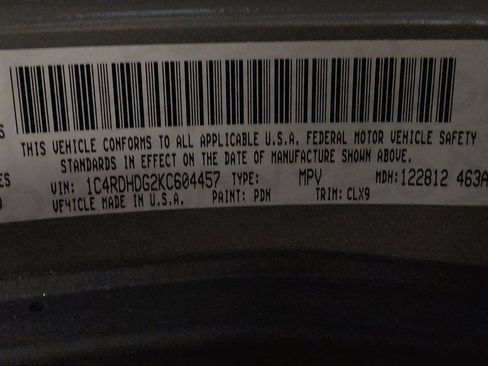 THIS VEHICLE CONFORMS TO ALL APPLICABLE U.S.A. FEDERAL MOTOR VEHICLE SAFETY
STANDARDS IN EFFECT ON THE DATE OF MANUFACTURE SHOWN ABOVE.
VIN: 1C4RDHDG2KC604457 TYPE: MPV MDH: 122812 463A
VEHICLE MADE IN U.S.A. PAINT: PDN TRIM: CLX9